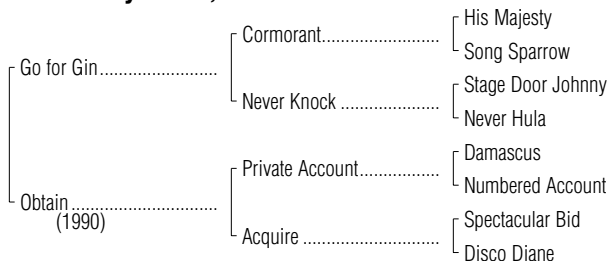 His Majesty
Cormorant
Song Sparrow
Go for Gin
Stage Door Johnny
Never Knock
Never Hula
Damascus
Private Account
Numbered Account
Obtain
(1990)
Spectacular Bid
Acquire
Disco Diane